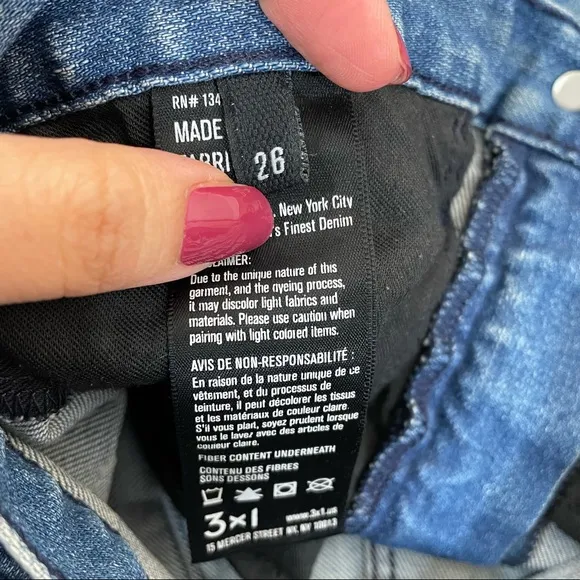 RN# 134
MADE
26
New York City
Finest Denim
Due to the unique nature of this
garment, and the dyeing process,
it may discolor light fabrics and
materials. Please use caution when
pairing with light colored items.
AVIS DE NON-RESPONSABILITÉ :
En raison de la nature unique de ce
vêtement, et du processus de
teinture, il peut décolorer les tissus
et les matériaux de couleur claire.
S'il vous plaît, soyez prudent lorsque
vous le lavez avec des articles de
couleur claire.
FIBER CONTENT UNDERNEATH
CONTENU DES FIBRES
SONS DESSONS
3x1 www.3x1.us
15 MERCER STREET NY, NY 10013